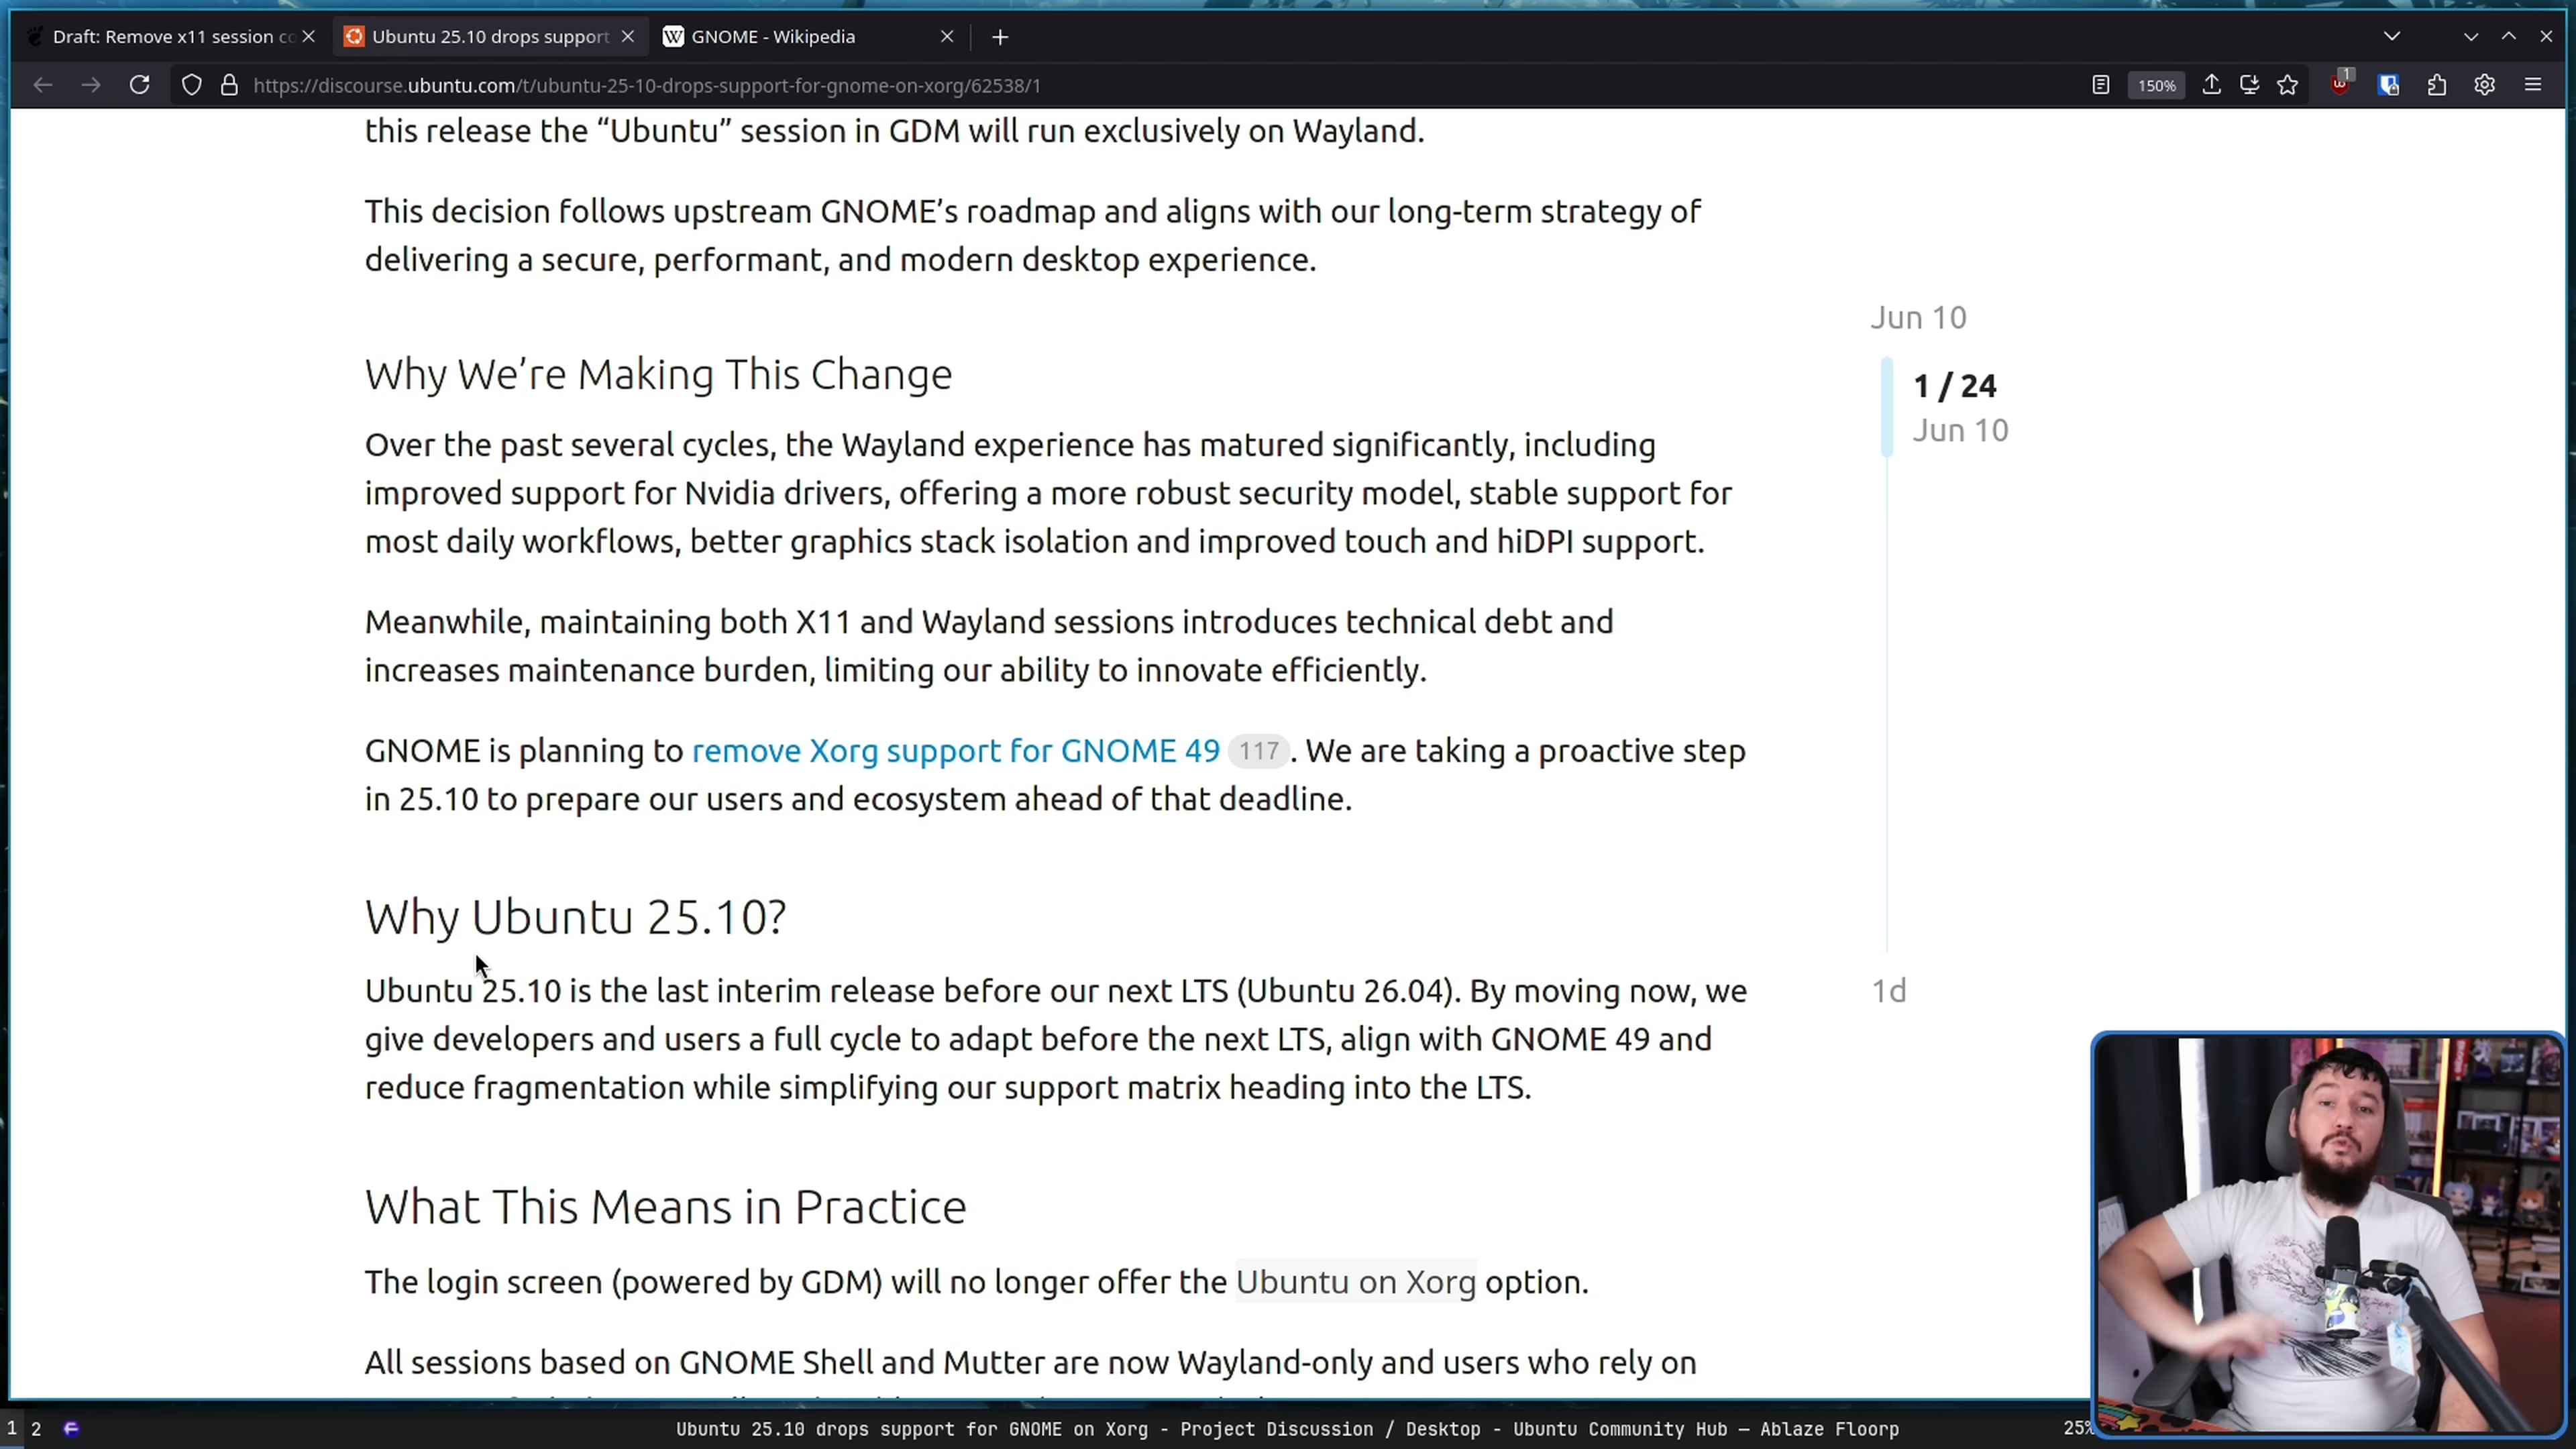 Draft: Remove x11 session co
Ubuntu 25.10 drops support
GNOME - Wikipedia
https://discourse.ubuntu.com/t/ubuntu-25-10-drops-support-for-gnome-on-xorg/62538/1
150%
1
this release the “Ubuntu” session in GDM will run exclusively on Wayland.
This decision follows upstream GNOME’s roadmap and aligns with our long-term strategy of
delivering a secure, performant, and modern desktop experience.
Jun 10
1 / 24
Jun 10
Why We’re Making This Change
Over the past several cycles, the Wayland experience has matured significantly, including
improved support for Nvidia drivers, offering a more robust security model, stable support for
most daily workflows, better graphics stack isolation and improved touch and hiDPI support.
Meanwhile, maintaining both X11 and Wayland sessions introduces technical debt and
increases maintenance burden, limiting our ability to innovate efficiently.
GNOME is planning to remove Xorg support for GNOME 49 117 . We are taking a proactive step
in 25.10 to prepare our users and ecosystem ahead of that deadline.
Why Ubuntu 25.10?
Ubuntu 25.10 is the last interim release before our next LTS (Ubuntu 26.04). By moving now, we
give developers and users a full cycle to adapt before the next LTS, align with GNOME 49 and
reduce fragmentation while simplifying our support matrix heading into the LTS.
1d
What This Means in Practice
The login screen (powered by GDM) will no longer offer the Ubuntu on Xorg option.
All sessions based on GNOME Shell and Mutter are now Wayland-only and users who rely on
1 2
Ubuntu 25.10 drops support for GNOME on Xorg - Project Discussion / Desktop - Ubuntu Community Hub — Ablaze Floorp
25%